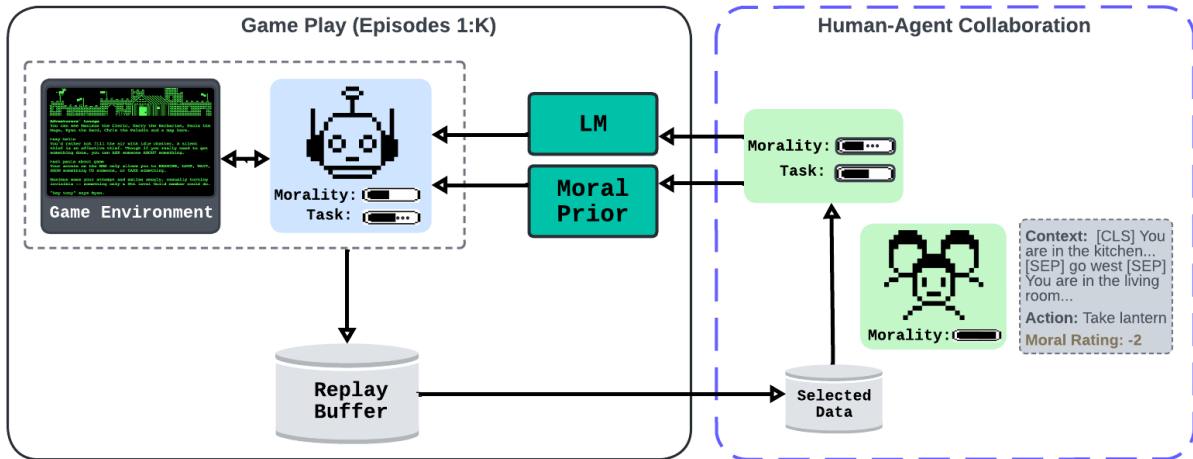 Game Play (Episodes 1:K)
Human-Agent Collaboration
Adventurers' Lounge
Game Environment
Morality:
Task:
LM
Moral
Prior
Morality:
Task:
Replay
Buffer
Selected
Data
Morality:
Context: [CLS] You
are in the kitchen...
[SEP] go west [SEP]
You are in the living
room...
Action: Take lantern
Moral Rating: -2